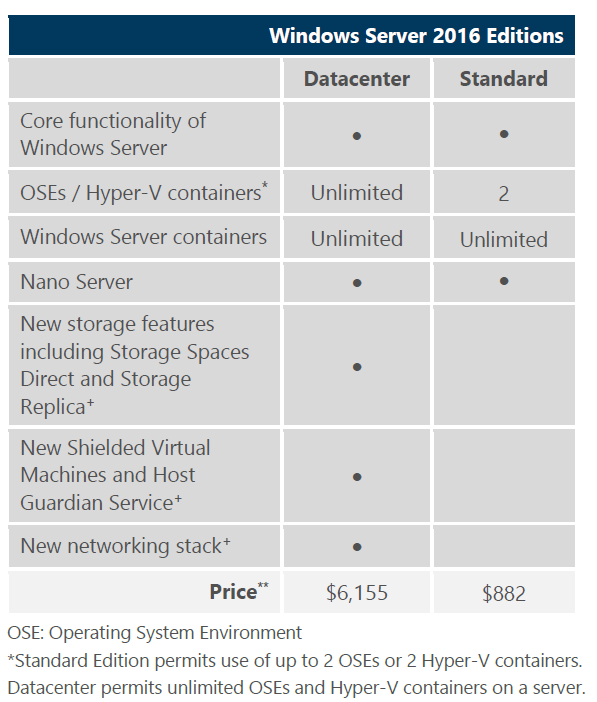 Windows Server 2016 Editions
Datacenter Standard
Core functionality of
Windows Server
• •
OSEs / Hyper-V containers* Unlimited 2
Windows Server containers Unlimited Unlimited
Nano Server • •
New storage features
including Storage Spaces
Direct and Storage
Replica+
•
New Shielded Virtual
Machines and Host
Guardian Service+
•
New networking stack+ •
Price** $6,155 $882
OSE: Operating System Environment
*Standard Edition permits use of up to 2 OSEs or 2 Hyper-V containers.
Datacenter permits unlimited OSEs and Hyper-V containers on a server.